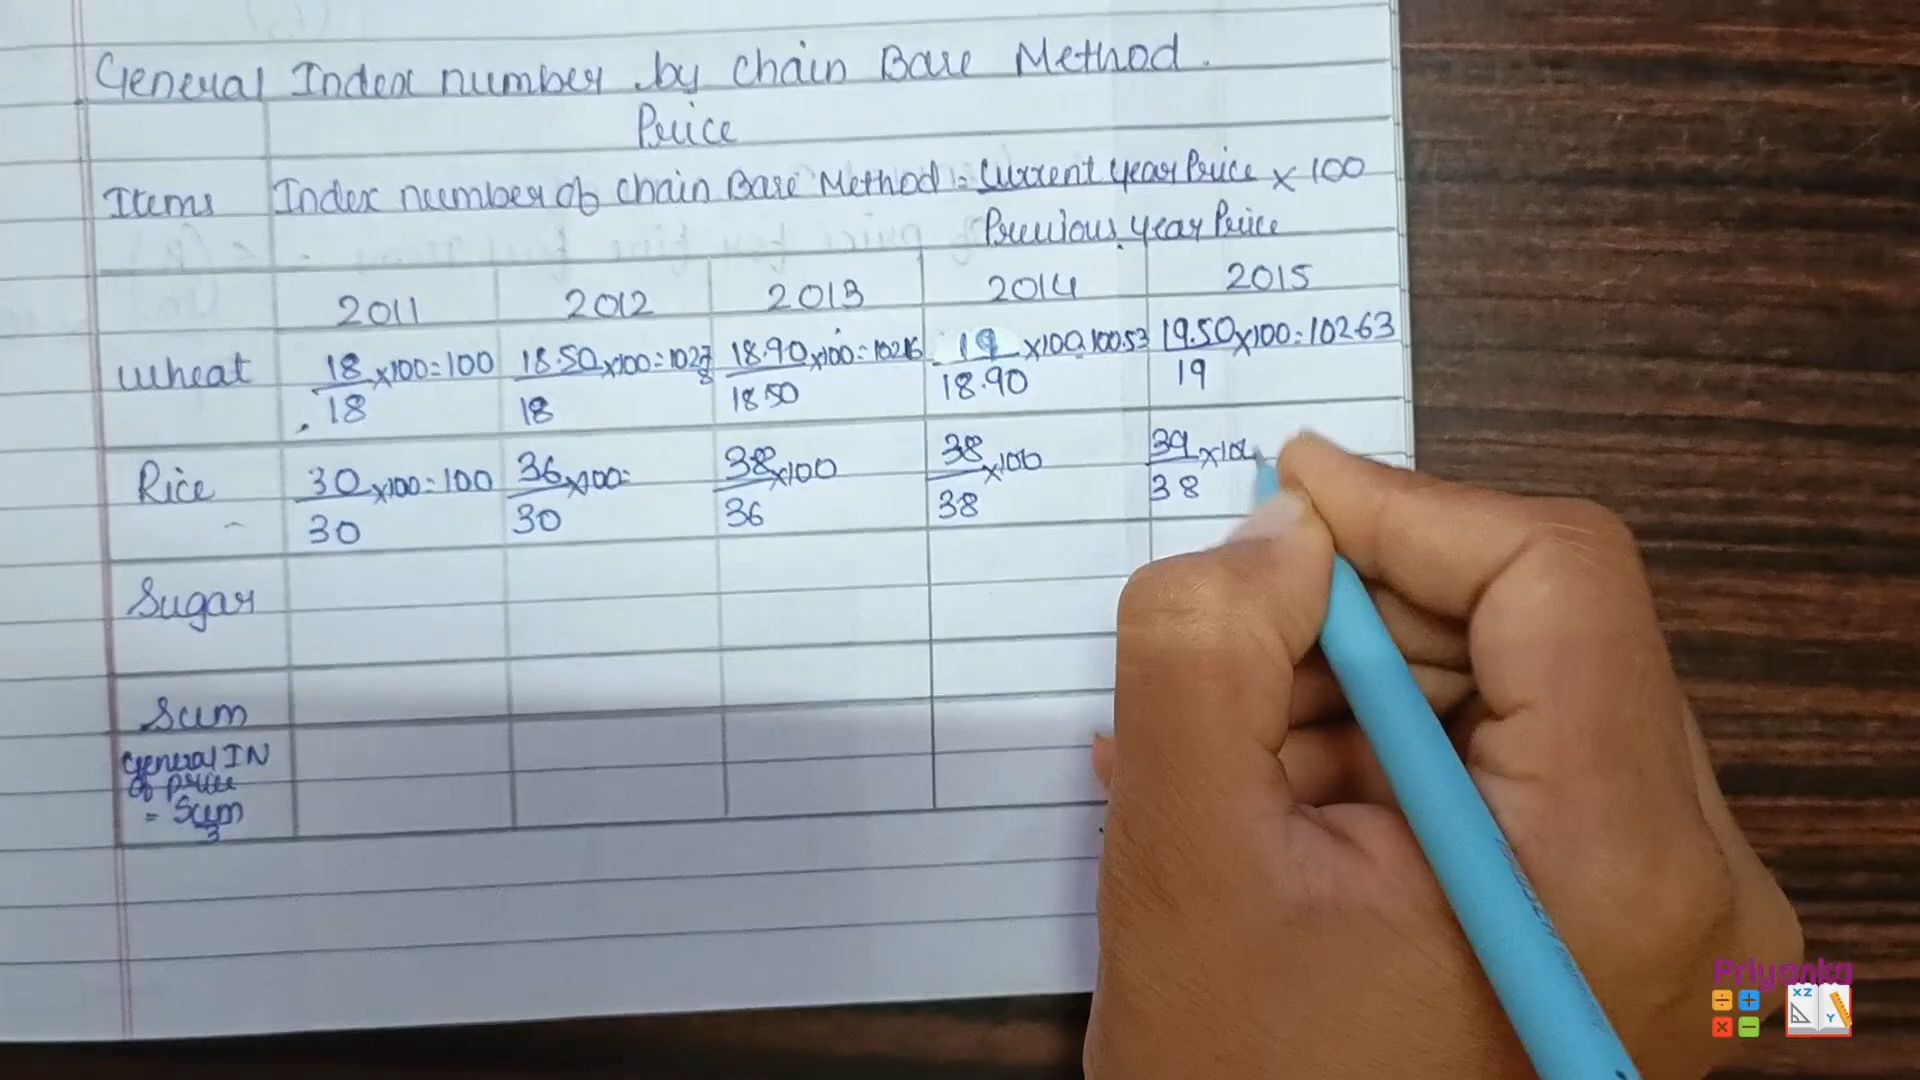 General Index number by Chain Base Method.
Price
Items Index number of Chain Base Method = Current year Price × 100
Previous year Price
2011 2012 2013 2014 2015
Wheat 18 ×100=100 18.50 ×100=102.78 18.90 ×100=102.16 19 ×100=100.53 19.50 ×100=102.63
18 18 18.50 18.90 19
Rice 30 ×100=100 36 ×100= 38 ×100 38 ×100 39 ×100
30 30 36 38 38
Sugar
Sum
General IN
of price
= Sum
3
Priyanka
÷ + XZ
× − Y